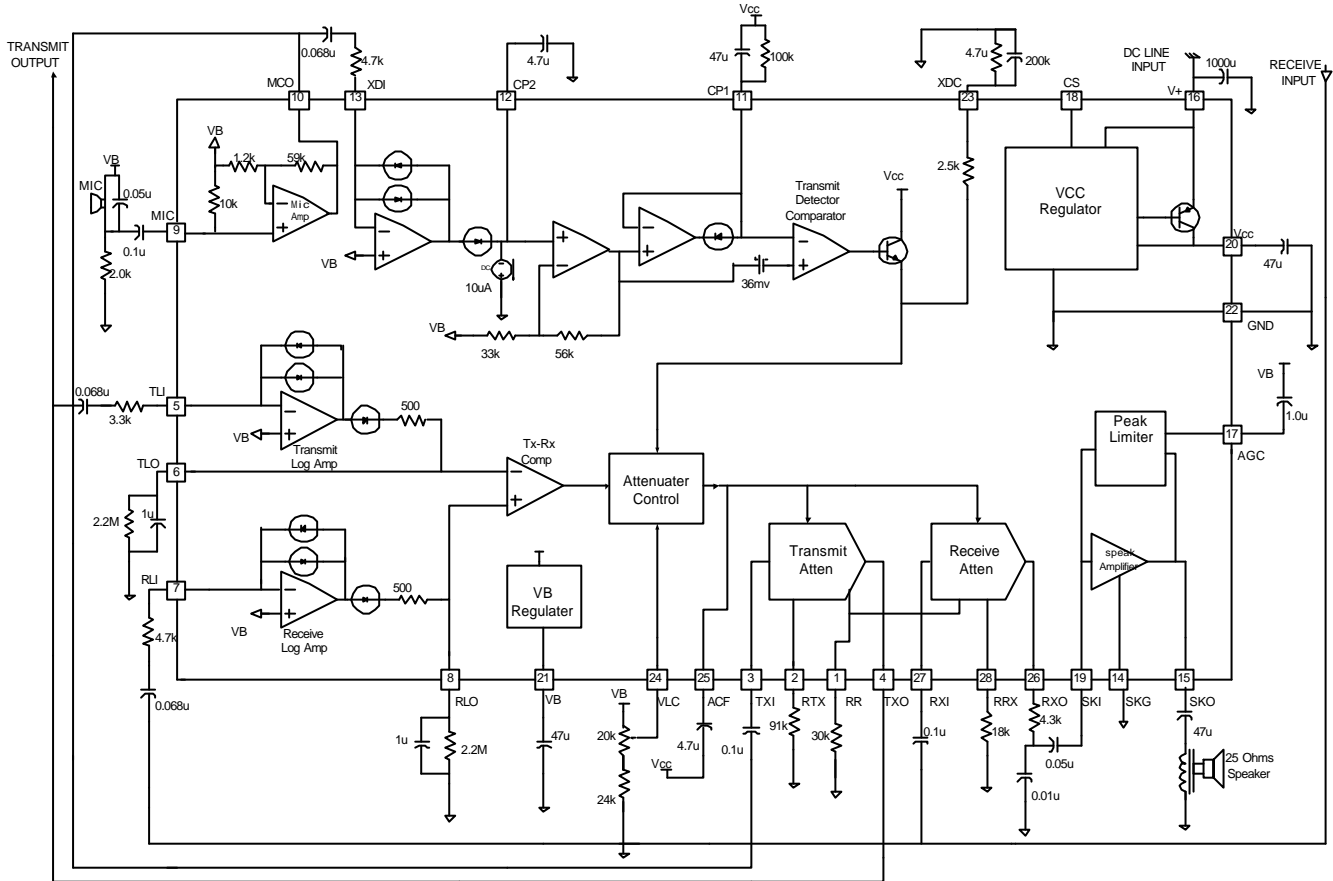 TRANSMIT
OUTPUT
0.068u
4.7k
MCO
10
XDI
13
4.7u
CP2
12
Vcc
47u
100k
CP1
11
4.7u
200k
XDC
23
CS
18
DC LINE
INPUT
1000u
V+
16
RECEIVE
INPUT
VB
1.2k
59k
10k
Mic
Amp
VB
MIC
0.05u
MIC
9
0.1u
2.0k
VB
DC
10uA
VB
33k
56k
36mv
Transmit
Detector
Comparator
Vcc
2.5k
VCC
Regulator
Vcc
20
47u
22
GND
0.068u
3.3k
TLI
5
VB
500
Transmit
Log Amp
TLO
6
2.2M
1u
Tx-Rx
Comp
Attenuater
Control
Peak
Limiter
VB
1.0u
17
AGC
RLI
7
4.7k
0.068u
VB
500
Receive
Log Amp
VB
Regulater
Transmit
Atten
Receive
Atten
speak
Amplifier
8
RLO
21
VB
24
VLC
25
ACF
3
TXI
2
RTX
1
RR
4
TXO
27
RXI
28
RRX
26
RXO
19
SKI
14
SKG
15
SKO
1u
2.2M
47u
VB
20k
24k
4.7u
Vcc
0.1u
91k
30k
0.1u
18k
4.3k
0.05u
0.01u
47u
25 Ohms
Speaker